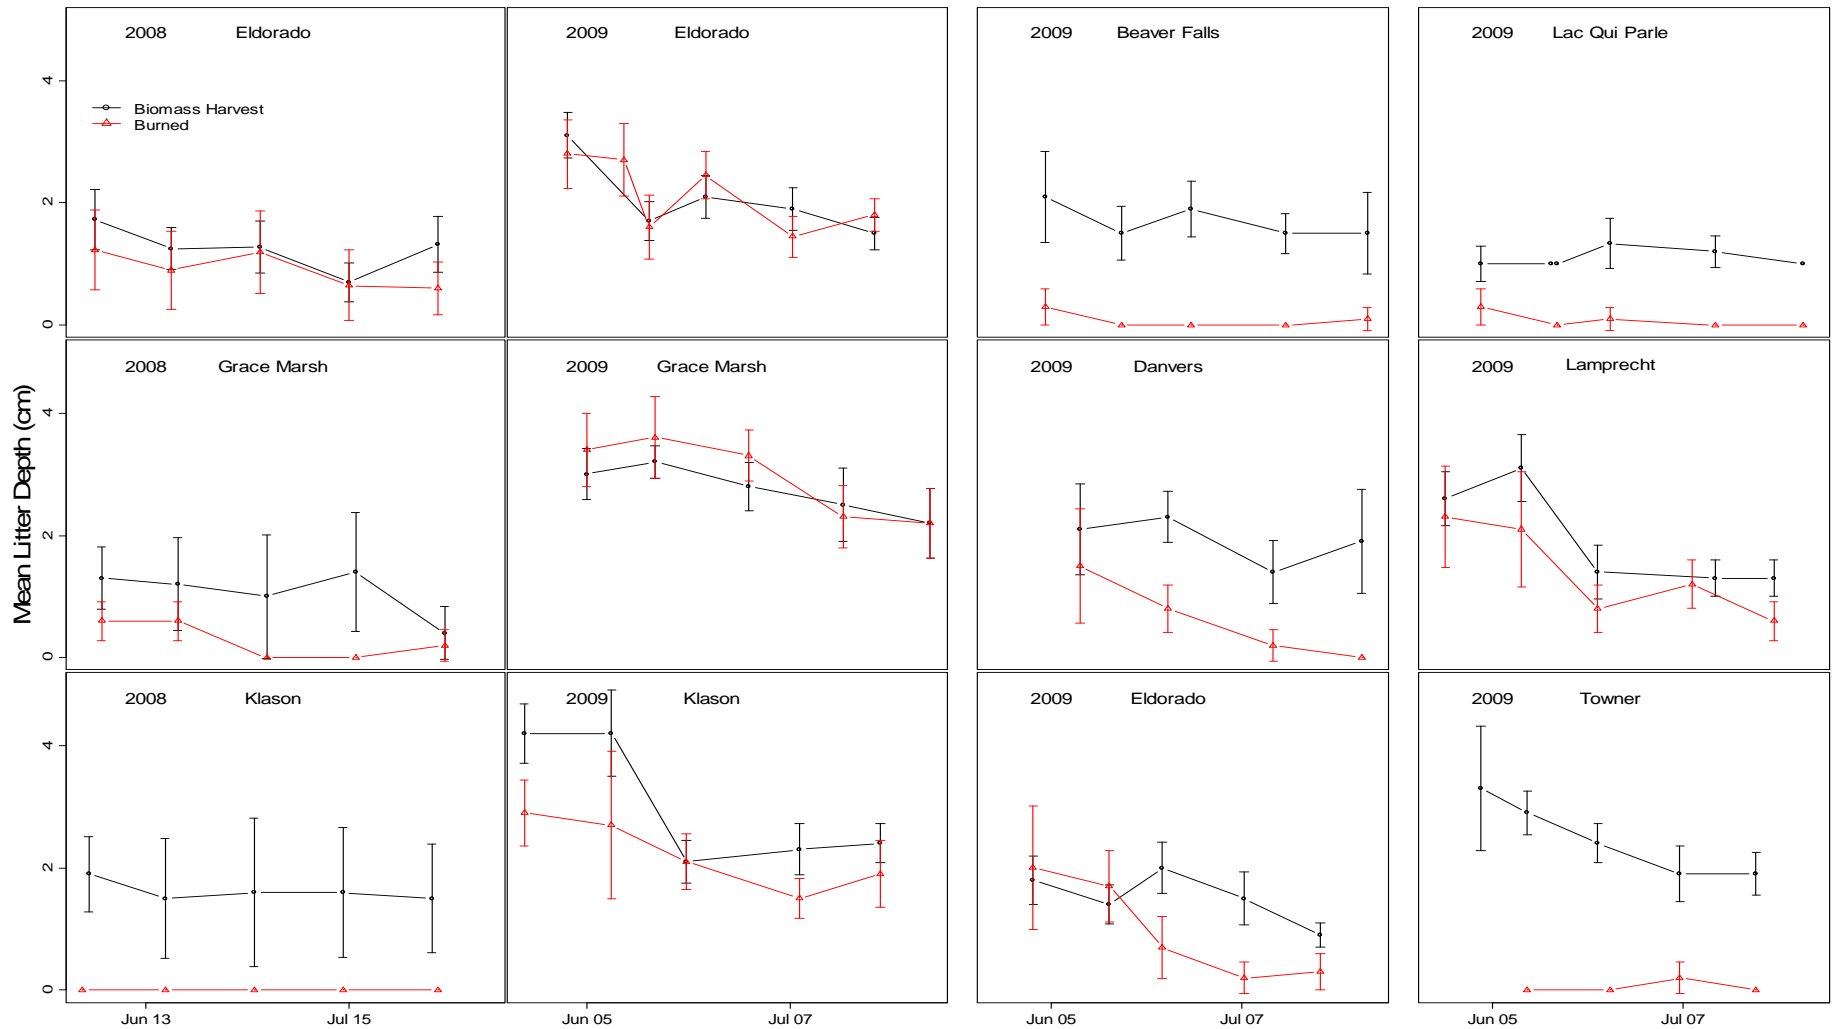 2008 Eldorado
2009 Eldorado
2009 Beaver Falls
2009 Lac Qui Parle
4
2
0
Biomass Harvest
Burned
2008 Grace Marsh
2009 Grace Marsh
2009 Danvers
2009 Lamprecht
Mean Litter Depth (cm)
4
2
0
2008 Klason
2009 Klason
2009 Eldorado
2009 Towner
4
2
0
Jun 13 Jul 15
Jun 05 Jul 07
Jun 05 Jul 07
Jun 05 Jul 07